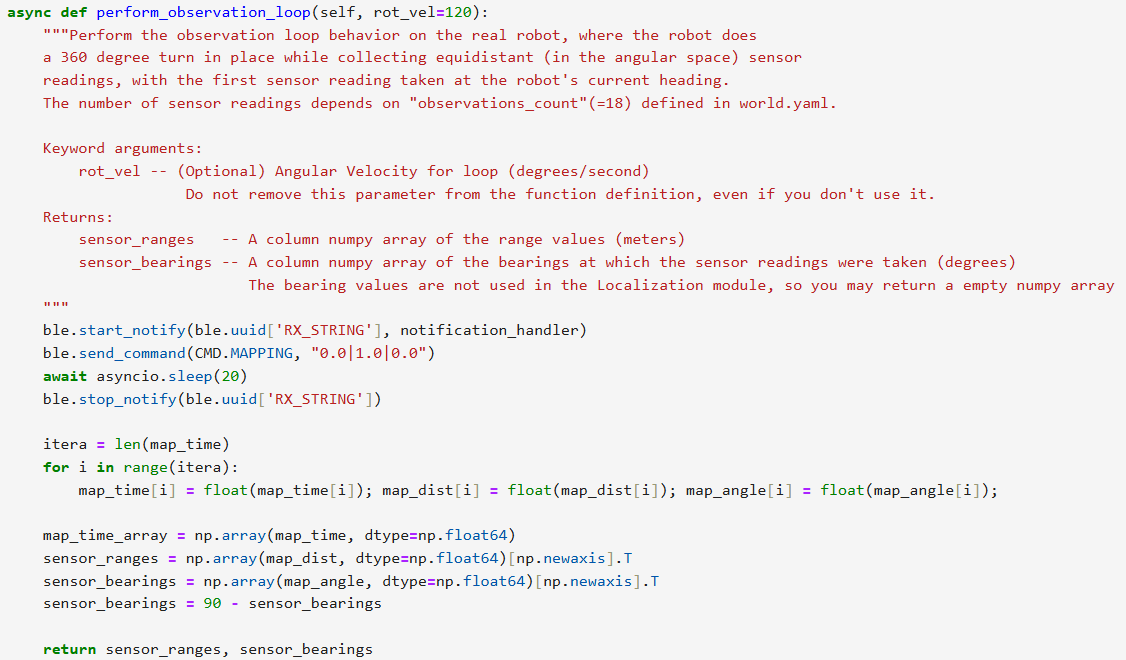 async def perform_observation_loop(self, rot_vel=120):
    """Perform the observation loop behavior on the real robot, where the robot does
    a 360 degree turn in place while collecting equidistant (in the angular space) sensor
    readings, with the first sensor reading taken at the robot's current heading.
    The number of sensor readings depends on "observations_count"(=18) defined in world.yaml.

    Keyword arguments:
        rot_vel -- (Optional) Angular Velocity for loop (degrees/second)
                    Do not remove this parameter from the function definition, even if you don't use it.
    Returns:
        sensor_ranges   -- A column numpy array of the range values (meters)
        sensor_bearings -- A column numpy array of the bearings at which the sensor readings were taken (degrees)
                           The bearing values are not used in the Localization module, so you may return a empty numpy array
    """
    ble.start_notify(ble.uuid['RX_STRING'], notification_handler)
    ble.send_command(CMD.MAPPING, "0.0|1.0|0.0")
    await asyncio.sleep(20)
    ble.stop_notify(ble.uuid['RX_STRING'])

    itera = len(map_time)
    for i in range(itera):
        map_time[i] = float(map_time[i]); map_dist[i] = float(map_dist[i]); map_angle[i] = float(map_angle[i]);

    map_time_array = np.array(map_time, dtype=np.float64)
    sensor_ranges = np.array(map_dist, dtype=np.float64)[np.newaxis].T
    sensor_bearings = np.array(map_angle, dtype=np.float64)[np.newaxis].T
    sensor_bearings = 90 - sensor_bearings

    return sensor_ranges, sensor_bearings